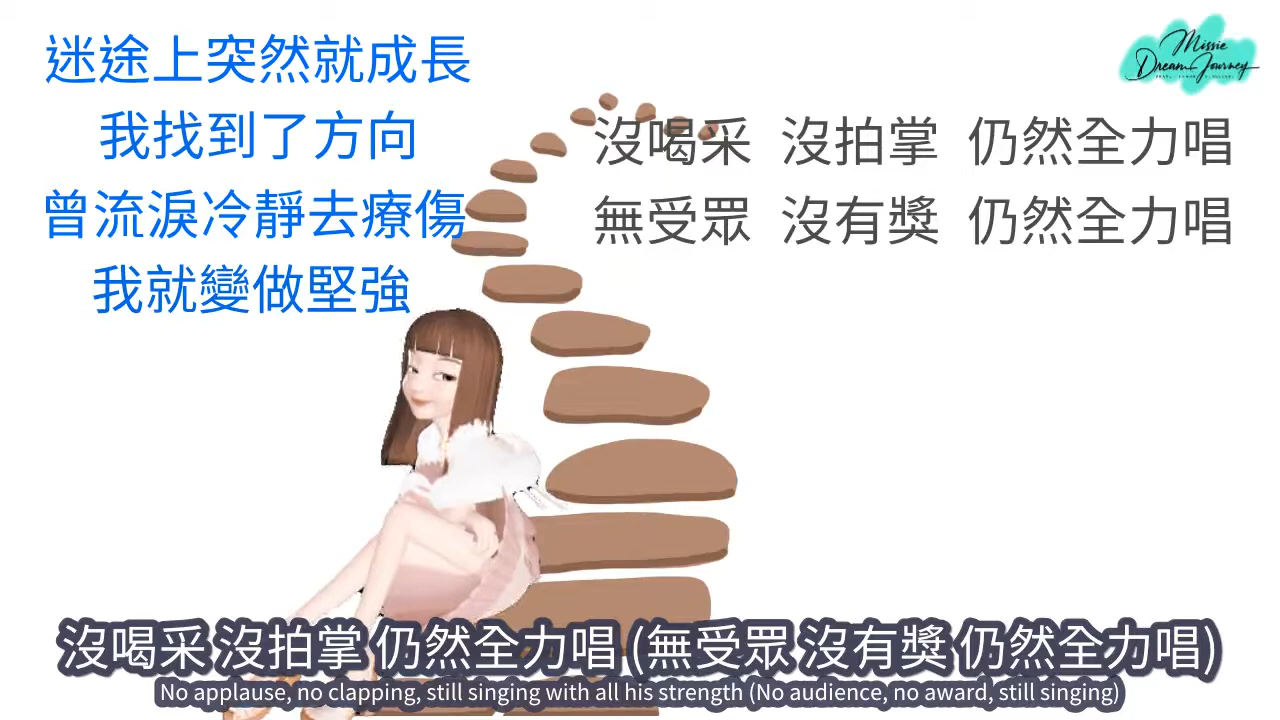 迷途上突然就成長
我找到了方向
曾流淚冷靜去療傷
我就變做堅強
Missie
Dream Journey
沒喝采 沒拍掌 仍然全力唱
無受眾 沒有獎 仍然全力唱
沒喝采 沒拍掌 仍然全力唱 (無受眾 沒有獎 仍然全力唱)
No applause, no clapping, still singing with all his strength (No audience, no award, still singing)